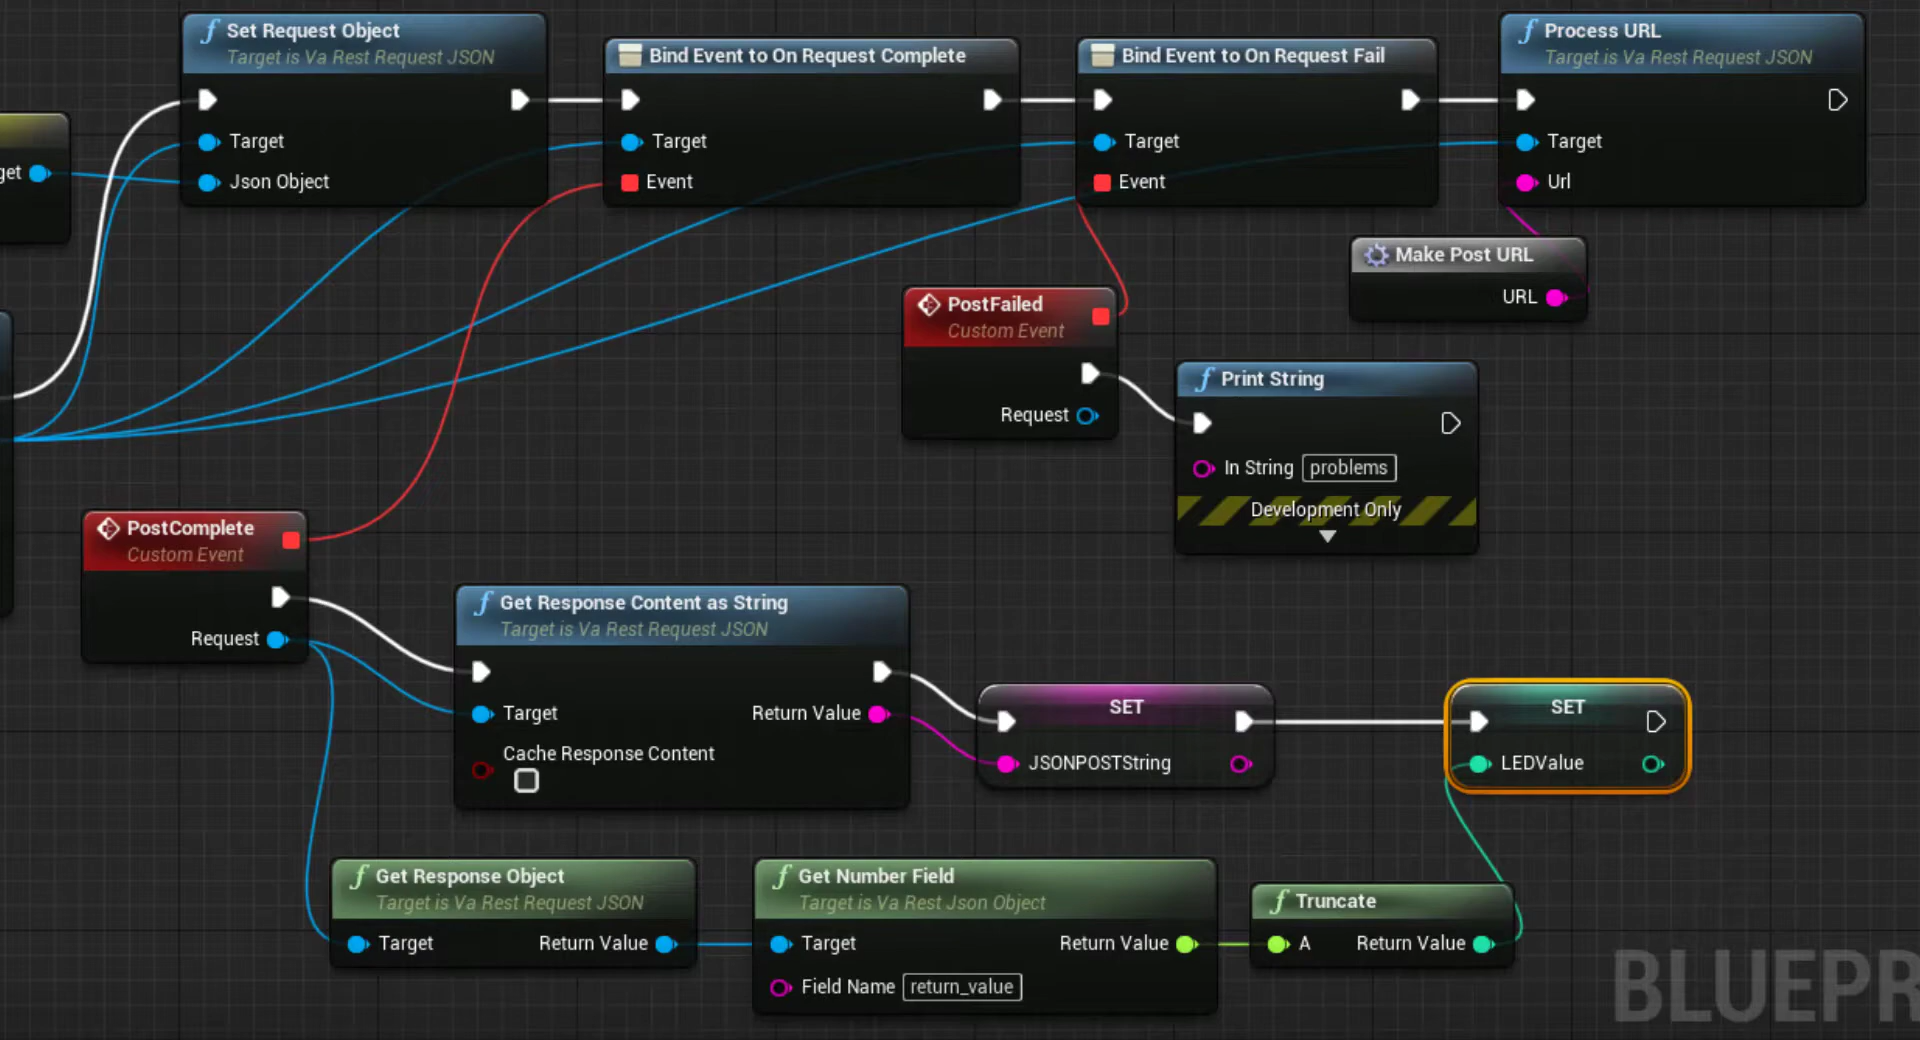 Set Request Object
Target is Va Rest Request JSON
Target
Json Object
Bind Event to On Request Complete
Target
Event
Bind Event to On Request Fail
Target
Event
Process URL
Target is Va Rest Request JSON
Target
Url
get
Make Post URL
URL
PostFailed
Custom Event
Request
Print String
In String problems
Development Only
PostComplete
Custom Event
Request
Get Response Content as String
Target is Va Rest Request JSON
Target Return Value
Cache Response Content
SET
JSONPOSTString
SET
LEDValue
Get Response Object
Target is Va Rest Request JSON
Target Return Value
Get Number Field
Target is Va Rest Json Object
Target Return Value
Field Name return_value
Truncate
A Return Value
BLUEPR